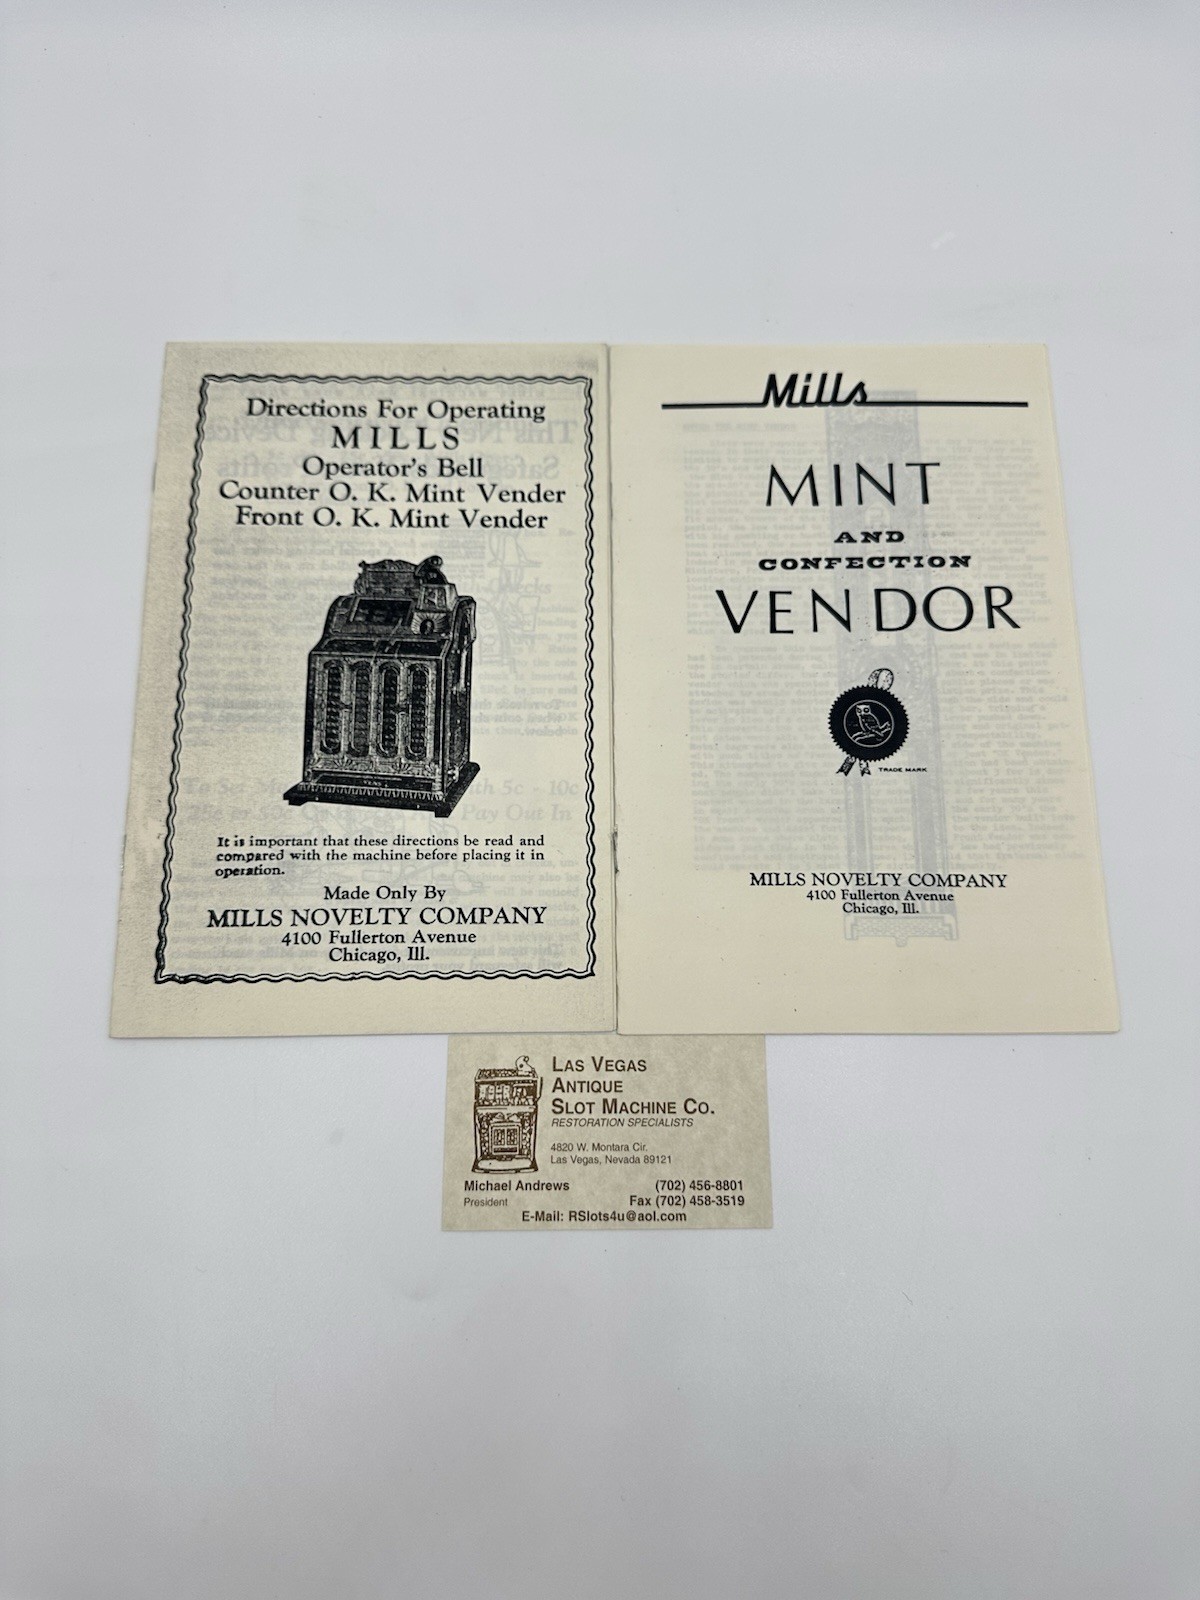 Directions For Operating
MILLS
Operator's Bell
Counter O. K. Mint Vender
Front O. K. Mint Vender
It is important that these directions be read and
compared with the machine before placing it in
operation.
Made Only By
MILLS NOVELTY COMPANY
4100 Fullerton Avenue
Chicago, Ill.
Mills
MINT
AND
CONFECTION
VENDOR
TRADE MARK
MILLS NOVELTY COMPANY
4100 Fullerton Avenue
Chicago, Ill.
LAS VEGAS
ANTIQUE
SLOT MACHINE CO.
RESTORATION SPECIALISTS
4820 W. Montara Cir.
Las Vegas, Nevada 89121
Michael Andrews (702) 456-8801
President Fax (702) 458-3519
E-Mail: RSlots4u@aol.com